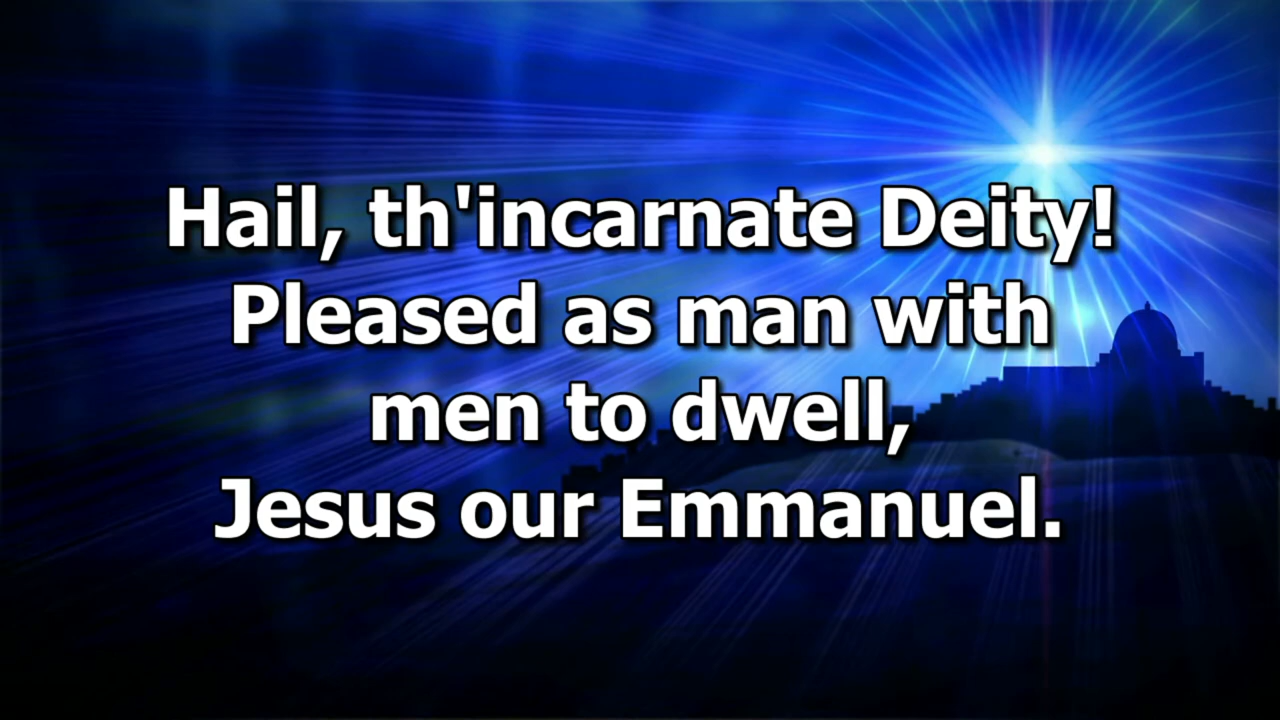 Hail, th'incarnate Deity!
Pleased as man with
men to dwell,
Jesus our Emmanuel.